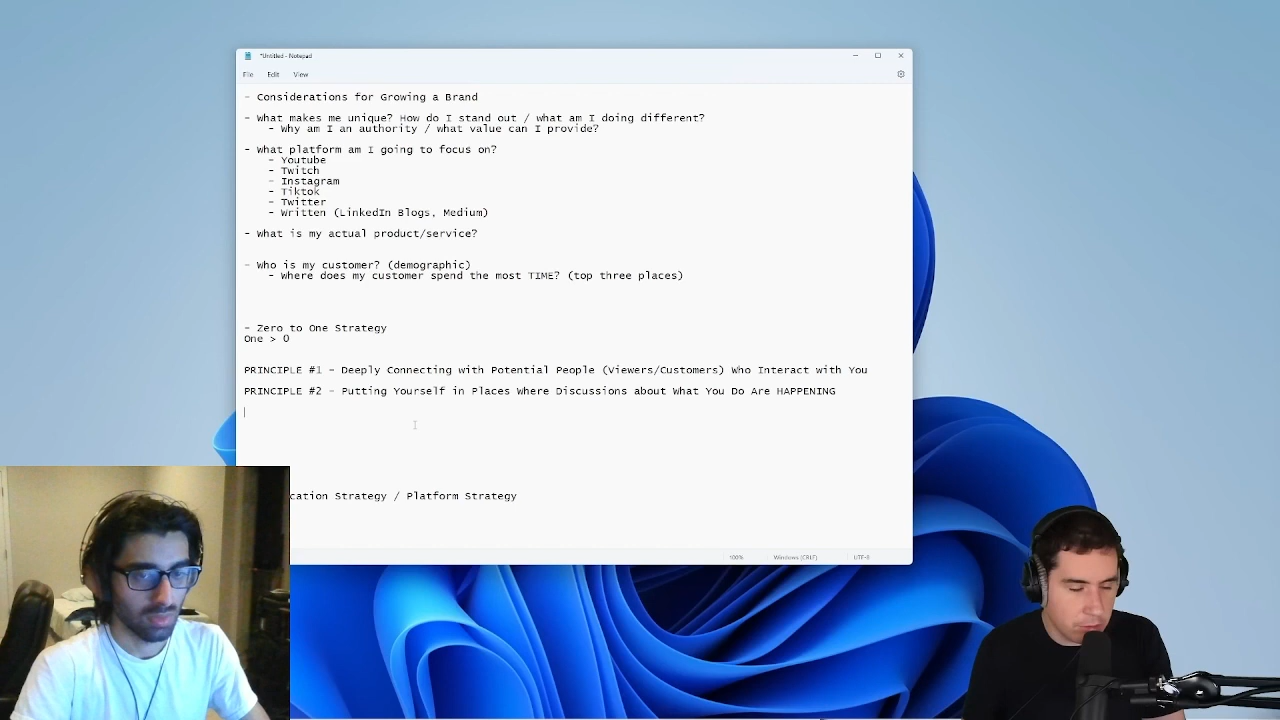 *Untitled - Notepad
File Edit View
- Considerations for Growing a Brand
- What makes me unique? How do I stand out / what am I doing different?
- Why am I an authority / what value can I provide?
- What platform am I going to focus on?
- Youtube
- Twitch
- Instagram
- Tiktok
- Twitter
- Written (LinkedIn Blogs, Medium)
- What is my actual product/service?
- Who is my customer? (demographic)
- Where does my customer spend the most TIME? (top three places)
- Zero to One Strategy
One > 0
PRINCIPLE #1 - Deeply Connecting with Potential People (Viewers/Customers) Who Interact with You
PRINCIPLE #2 - Putting Yourself in Places Where Discussions about What You Do Are HAPPENING
cation Strategy / Platform Strategy
100% Windows (CRLF) UTF-8